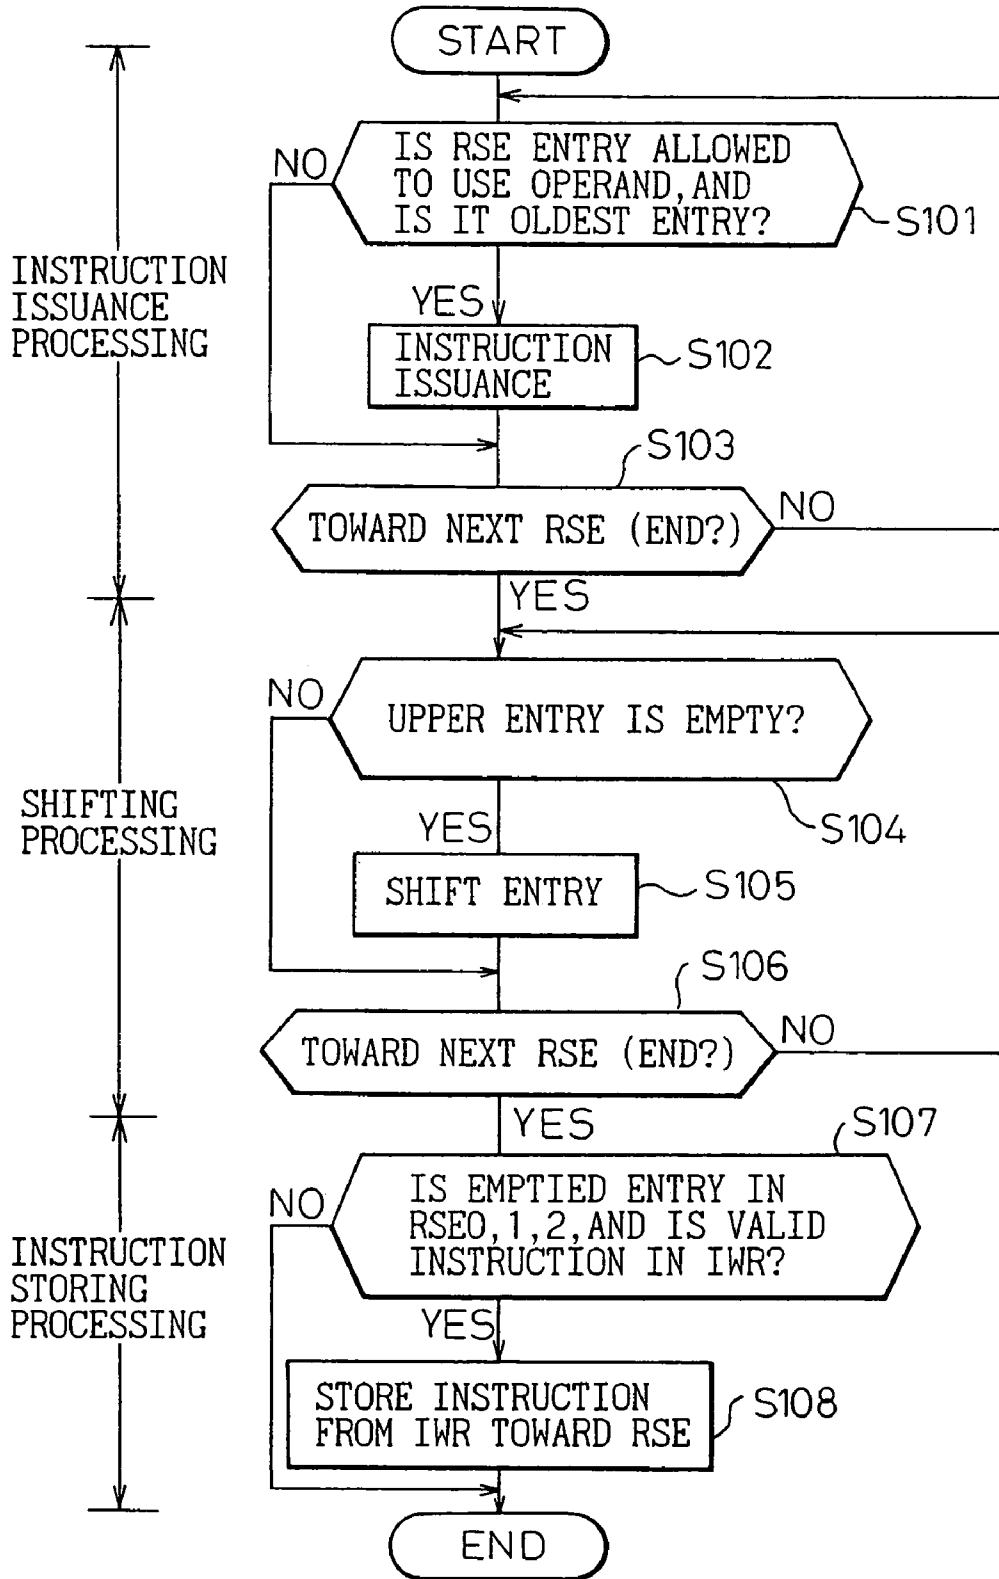 START
NO
IS RSE ENTRY ALLOWED
TO USE OPERAND, AND
IS IT OLDEST ENTRY?
S101
INSTRUCTION
ISSUANCE
PROCESSING
YES
INSTRUCTION
ISSUANCE
S102
S103
TOWARD NEXT RSE (END?)
NO
YES
NO
UPPER ENTRY IS EMPTY?
S104
SHIFTING
PROCESSING
YES
SHIFT ENTRY
S105
S106
TOWARD NEXT RSE (END?)
NO
YES
S107
NO
IS EMPTIED ENTRY IN
RSE0,1,2, AND IS VALID
INSTRUCTION IN IWR?
INSTRUCTION
STORING
PROCESSING
YES
STORE INSTRUCTION
FROM IWR TOWARD RSE
S108
END